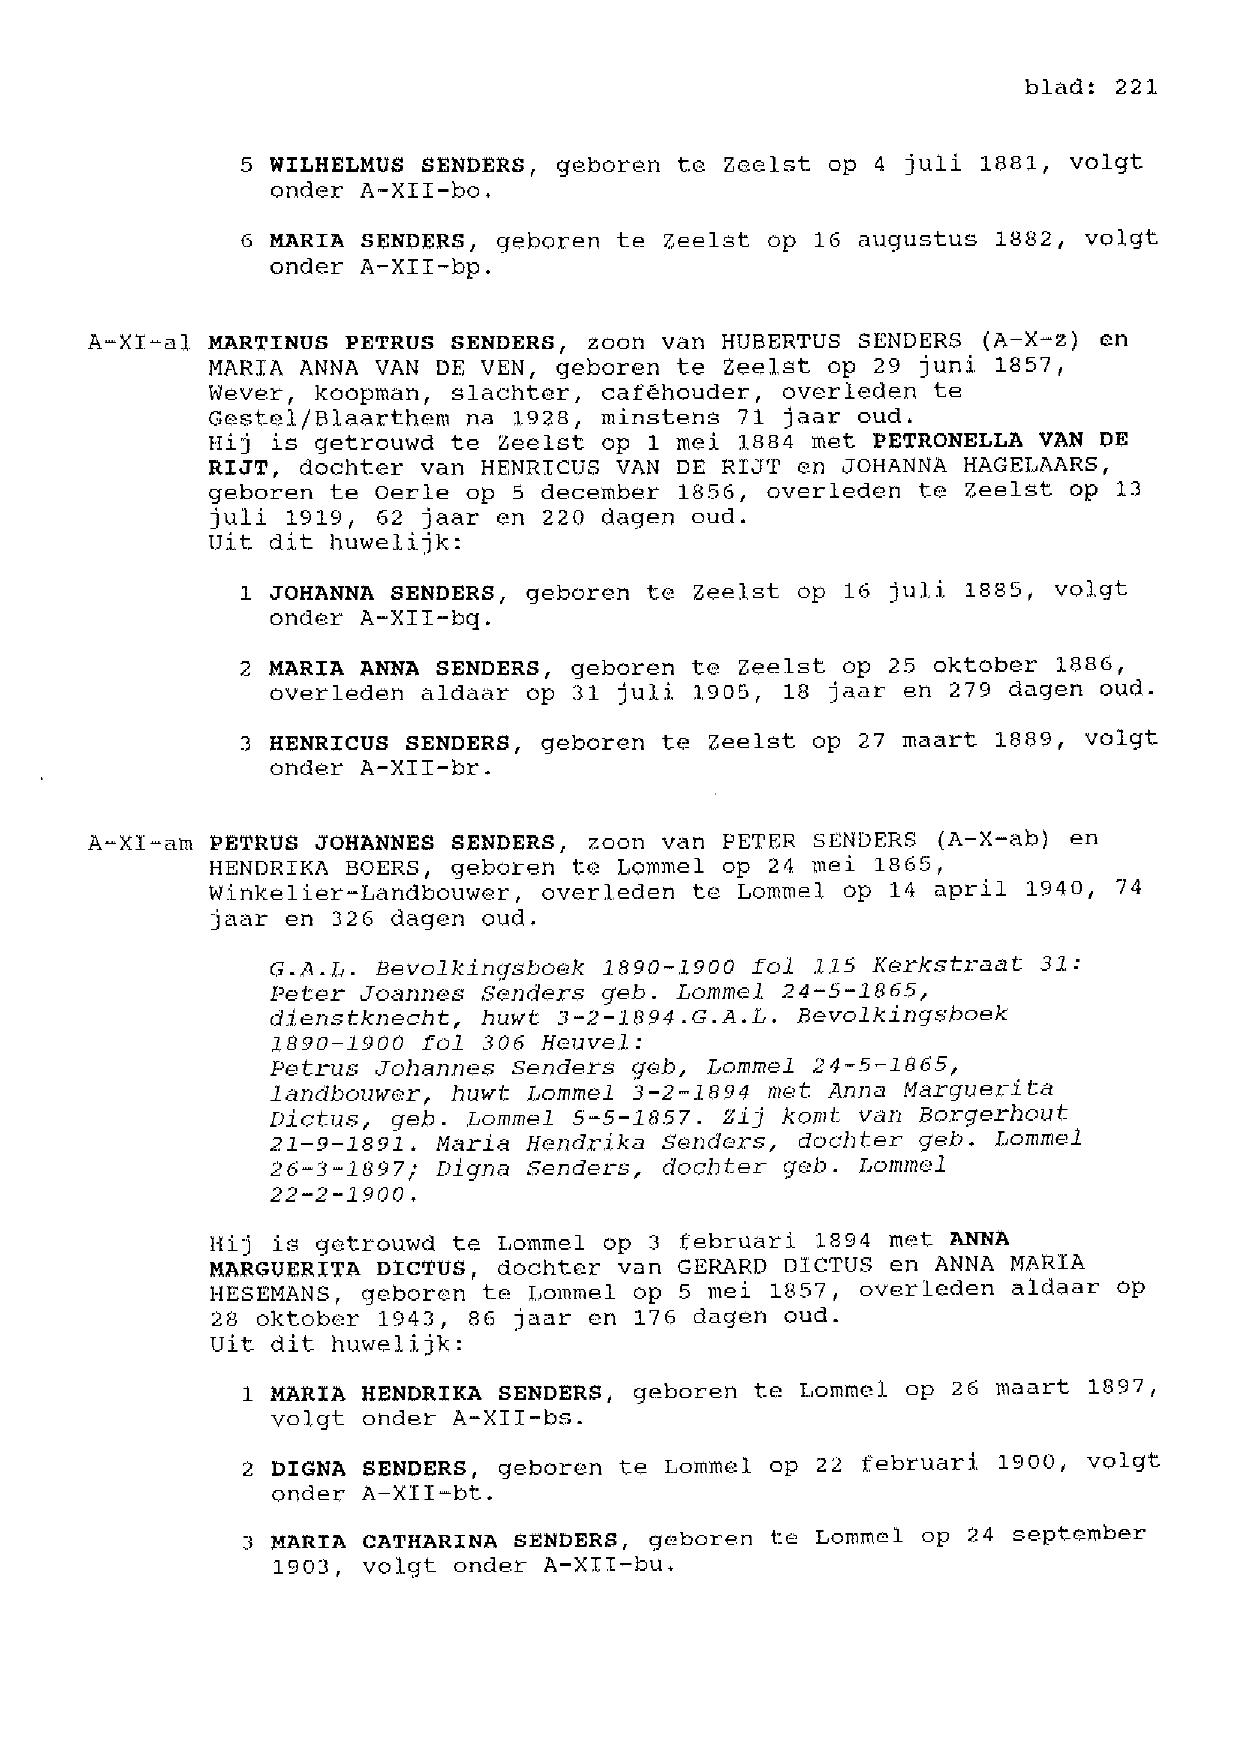 blad: 221
5 WILHELMUS SENDERS, geboren te Zeelst op 4 juli 1881, volgt
onder A-XII-bo.
6 MARIA SENDERS, geboren te Zeelst op 16 augustus 1882, volgt
onder A-XII-bp.
A-XI-al MARTINUS PETRUS SENDERS, zoon van HUBERTUS SENDERS (A-X-z) en
MARIA ANNA VAN DE VEN, geboren te Zeelst op 29 juni 1857,
Wever, koopman, slachter, caféhouder, overleden te
Gestel/Blaarthem na 1928, minstens 71 jaar oud.
Hij is getrouwd te Zeelst op 1 mei 1884 met PETRONELLA VAN DE
RIJT, dochter van HENRICUS VAN DE RIJT en JOHANNA HAGELAARS,
geboren te Oerle op 5 december 1856, overleden te Zeelst op 13
juli 1919, 62 jaar en 220 dagen oud.
Uit dit huwelijk:
1 JOHANNA SENDERS, geboren te Zeelst op 16 juli 1885, volgt
onder A-XII-bq.
2 MARIA ANNA SENDERS, geboren te Zeelst op 25 oktober 1886,
overleden aldaar op 31 juli 1905, 18 jaar en 279 dagen oud.
3 HENRICUS SENDERS, geboren te Zeelst op 27 maart 1889, volgt
onder A-XII-br.
A-XI-am PETRUS JOHANNES SENDERS, zoon van PETER SENDERS (A-X-ab) en
HENDRIKA BOERS, geboren te Lommel op 24 mei 1865,
Winkelier-Landbouwer, overleden te Lommel op 14 april 1940, 74
jaar en 326 dagen oud.
G.A.L. Bevolkingsboek 1890-1900 fol 115 Kerkstraat 31:
Peter Joannes Senders geb. Lommel 24-5-1865,
dienstknecht, huwt 3-2-1894.G.A.L. Bevolkingsboek
1890-1900 fol 306 Heuvel:
Petrus Johannes Senders geb, Lommel 24-5-1865,
landbouwer, huwt Lommel 3-2-1894 met Anna Marguerita
Dictus, geb. Lommel 5-5-1857. Zij komt van Borgerhout
21-9-1891. Maria Hendrika Senders, dochter geb. Lommel
26-3-1897; Digna Senders, dochter geb. Lommel
22-2-1900.
Hij is getrouwd te Lommel op 3 februari 1894 met ANNA
MARGUERITA DICTUS, dochter van GERARD DICTUS en ANNA MARIA
HESEMANS, geboren te Lommel op 5 mei 1857, overleden aldaar op
28 oktober 1943, 86 jaar en 176 dagen oud.
Uit dit huwelijk:
1 MARIA HENDRIKA SENDERS, geboren te Lommel op 26 maart 1897,
volgt onder A-XII-bs.
2 DIGNA SENDERS, geboren te Lommel op 22 februari 1900, volgt
onder A-XII-bt.
3 MARIA CATHARINA SENDERS, geboren te Lommel op 24 september
1903, volgt onder A-XII-bu.